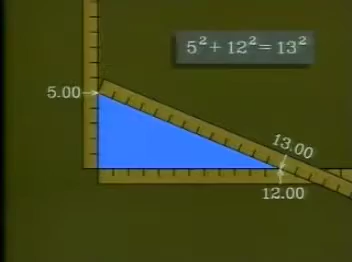 5² + 12² = 13²
5.00
13.00
12.00